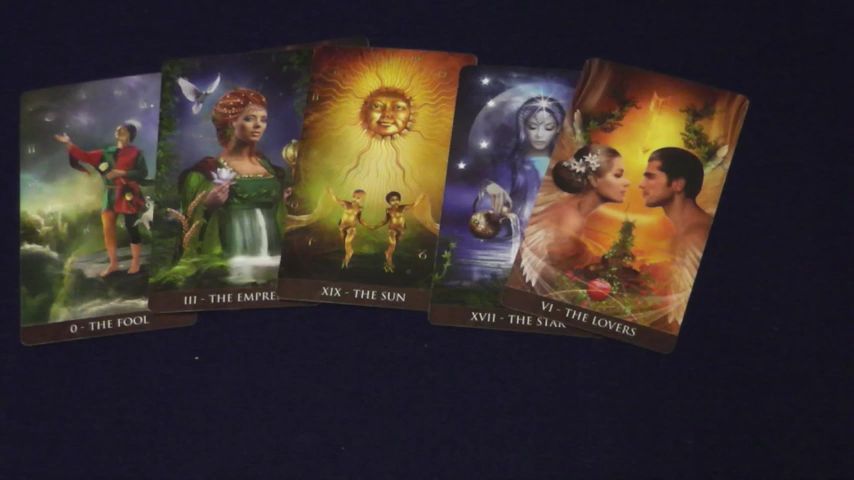 0 - THE FOOL
III - THE EMPRE
XIX - THE SUN
XVII - THE STAR
VI - THE LOVERS